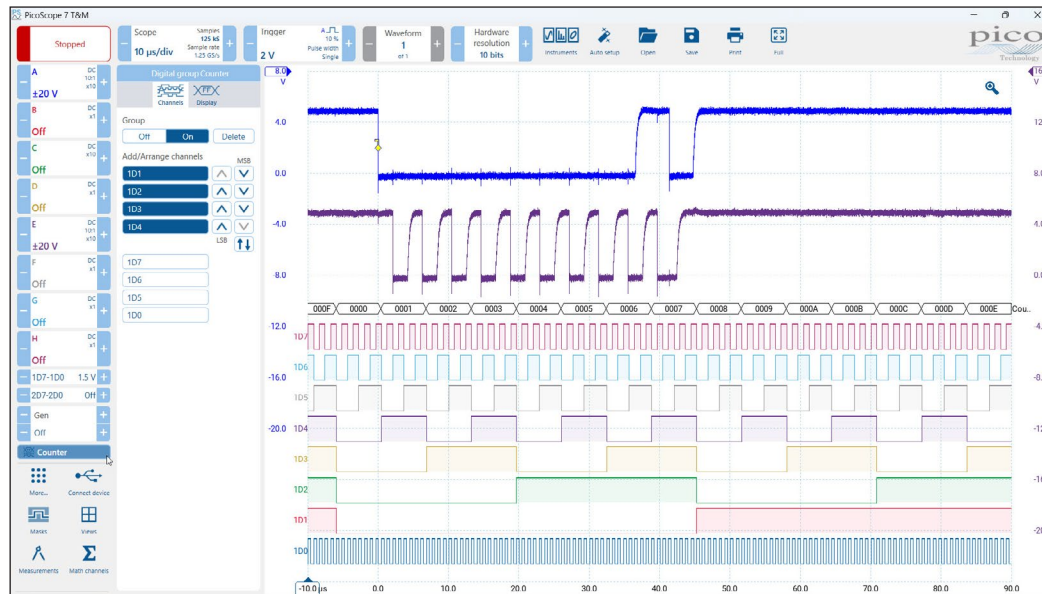 PicoScope 7 T&M
Stopped
Scope
10 µs/div
Samples
125 kS
Sample rate
1.25 GS/s
Trigger
2 V
A
10 %
Pulse width
Single
Waveform
1
of 1
Hardware
resolution
10 bits
Instruments
Auto setup
Open
Save
Print
Full
pico
Technology
A
DC
10:1
x10
±20 V
B
DC
x1
Off
C
DC
x10
Off
D
DC
x1
Off
E
DC
10:1
x10
±20 V
F
DC
x1
Off
G
DC
x1
Off
H
DC
x1
Off
1D7-1D0 1.5 V
2D7-2D0 Off
Gen
Off
Counter
More...
Connect device
Masks
Views
Measurements
Math channels
Digital group Counter
Channels
Display
Group
Off
On
Delete
Add/Arrange channels
MSB
1D1
1D2
1D3
1D4
LSB
1D7
1D6
1D5
1D0
8.0
V
4.0
0.0
-4.0
8.0
-12.0
-16.0
-20.0
16
V
12
8.0
4.0
0.0
-4.
-8.
-12
-16
-20
000F 0000 0001 0002 0003 0004 0005 0006 0007 0008 0009 000A 000B 000C 000D 000E Cou..
1D7
1D6
1D5
1D4
1D3
1D2
1D1
1D0
-10.0 µs 0.0 10.0 20.0 30.0 40.0 50.0 60.0 70.0 80.0 90.0